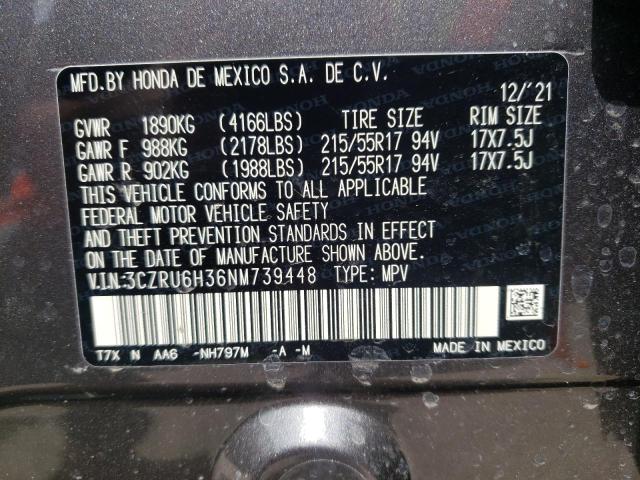 MFD.BY HONDA DE MEXICO S.A. DE C.V.
12/'21
GVWR 1890KG (4166LBS) TIRE SIZE RIM SIZE
GAWR F 988KG (2178LBS) 215/55R17 94V 17X7.5J
GAWR R 902KG (1988LBS) 215/55R17 94V 17X7.5J
THIS VEHICLE CONFORMS TO ALL APPLICABLE
FEDERAL MOTOR VEHICLE SAFETY
AND THEFT PREVENTION STANDARDS IN EFFECT
ON THE DATE OF MANUFACTURE SHOWN ABOVE.
V.I.N:3CZRU6H36NM739448 TYPE: MPV
T7X N AA6 -NH797M -A -M MADE IN MEXICO